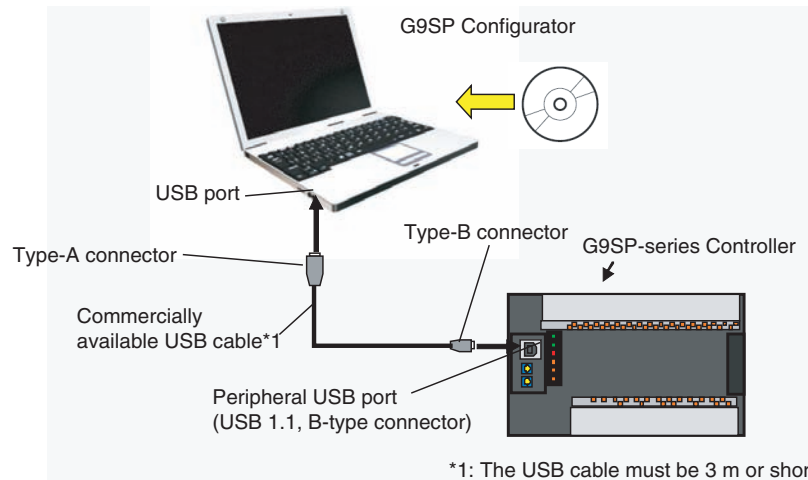 G9SP Configurator
USB port
Type-A connector
Type-B connector
G9SP-series Controller
Commercially
available USB cable*1
Peripheral USB port
(USB 1.1, B-type connector)
*1: The USB cable must be 3 m or shor